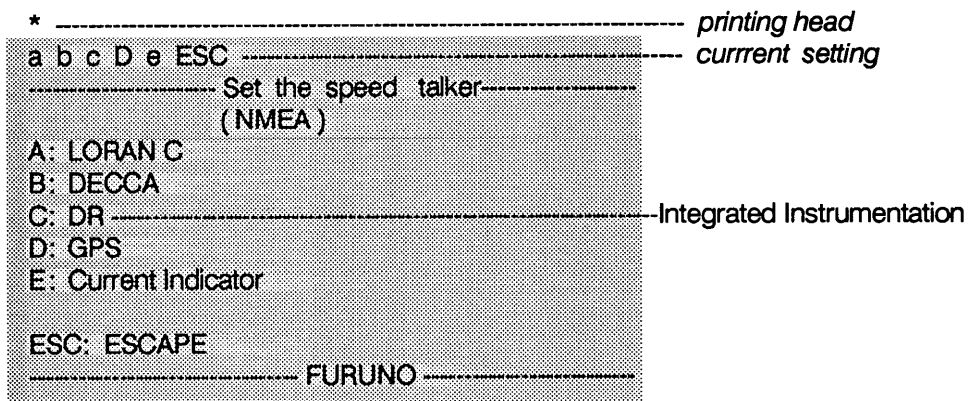 * printing head
a b c D e ESC currrent setting
Set the speed talker
( NMEA )
A: LORAN C
B: DECCA
C: DR Integrated Instrumentation
D: GPS
E: Current Indicator
ESC: ESCAPE
FURUNO